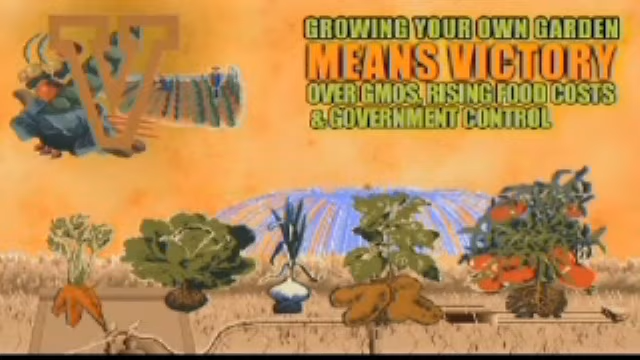 V
GROWING YOUR OWN GARDEN
MEANS VICTORY
OVER GMOS, RISING FOOD COSTS
& GOVERNMENT CONTROL